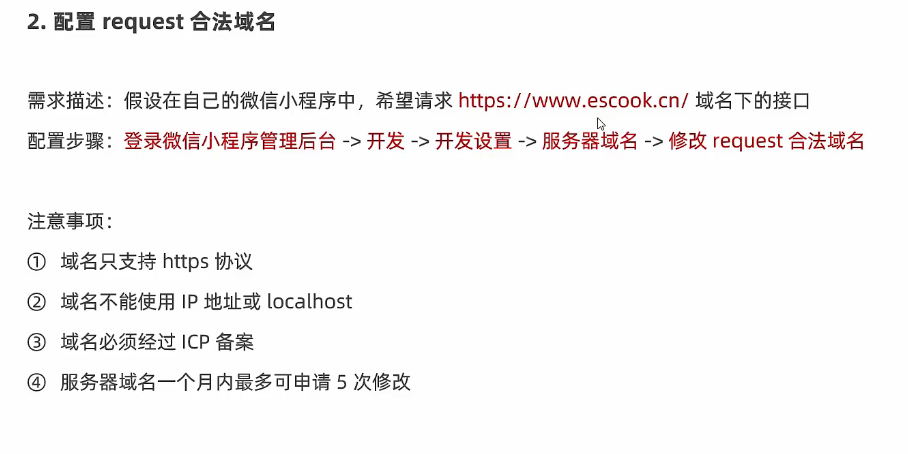 2. 配置 request 合法域名
需求描述：假设在自己的微信小程序中，希望请求 https://www.escook.cn/ 域名下的接口
配置步骤：登录微信小程序管理后台 -> 开发 -> 开发设置 -> 服务器域名 -> 修改 request 合法域名
注意事项：
① 域名只支持 https 协议
② 域名不能使用 IP 地址或 localhost
③ 域名必须经过 ICP 备案
④ 服务器域名一个月内最多可申请 5 次修改